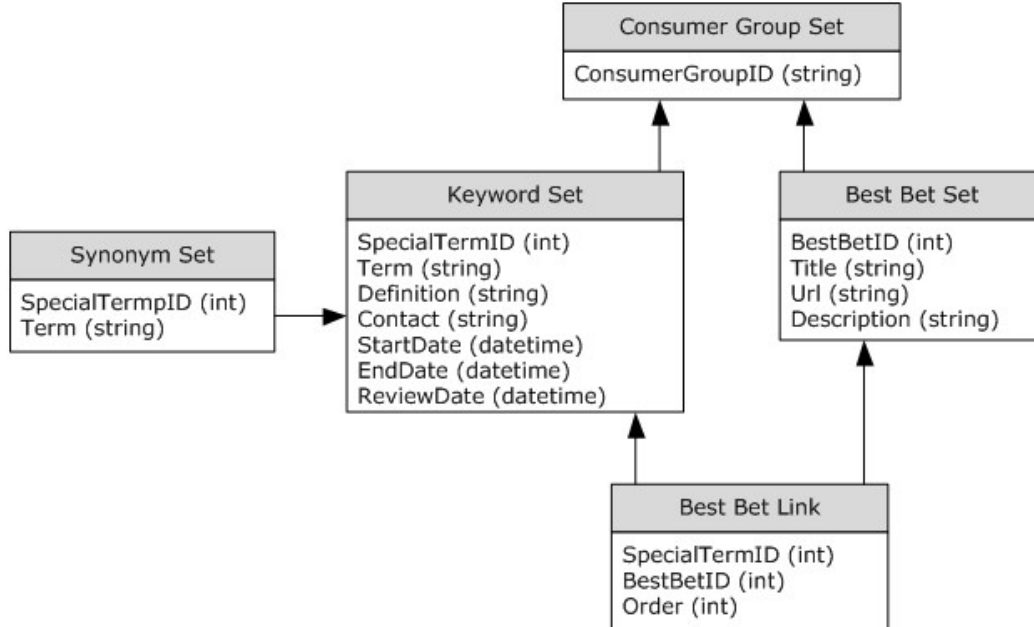 Consumer Group Set
ConsumerGroupID (string)
Keyword Set
SpecialTermID (int)
Term (string)
Definition (string)
Contact (string)
StartDate (datetime)
EndDate (datetime)
ReviewDate (datetime)
Best Bet Set
BestBetID (int)
Title (string)
Url (string)
Description (string)
Synonym Set
SpecialTermpID (int)
Term (string)
Best Bet Link
SpecialTermID (int)
BestBetID (int)
Order (int)